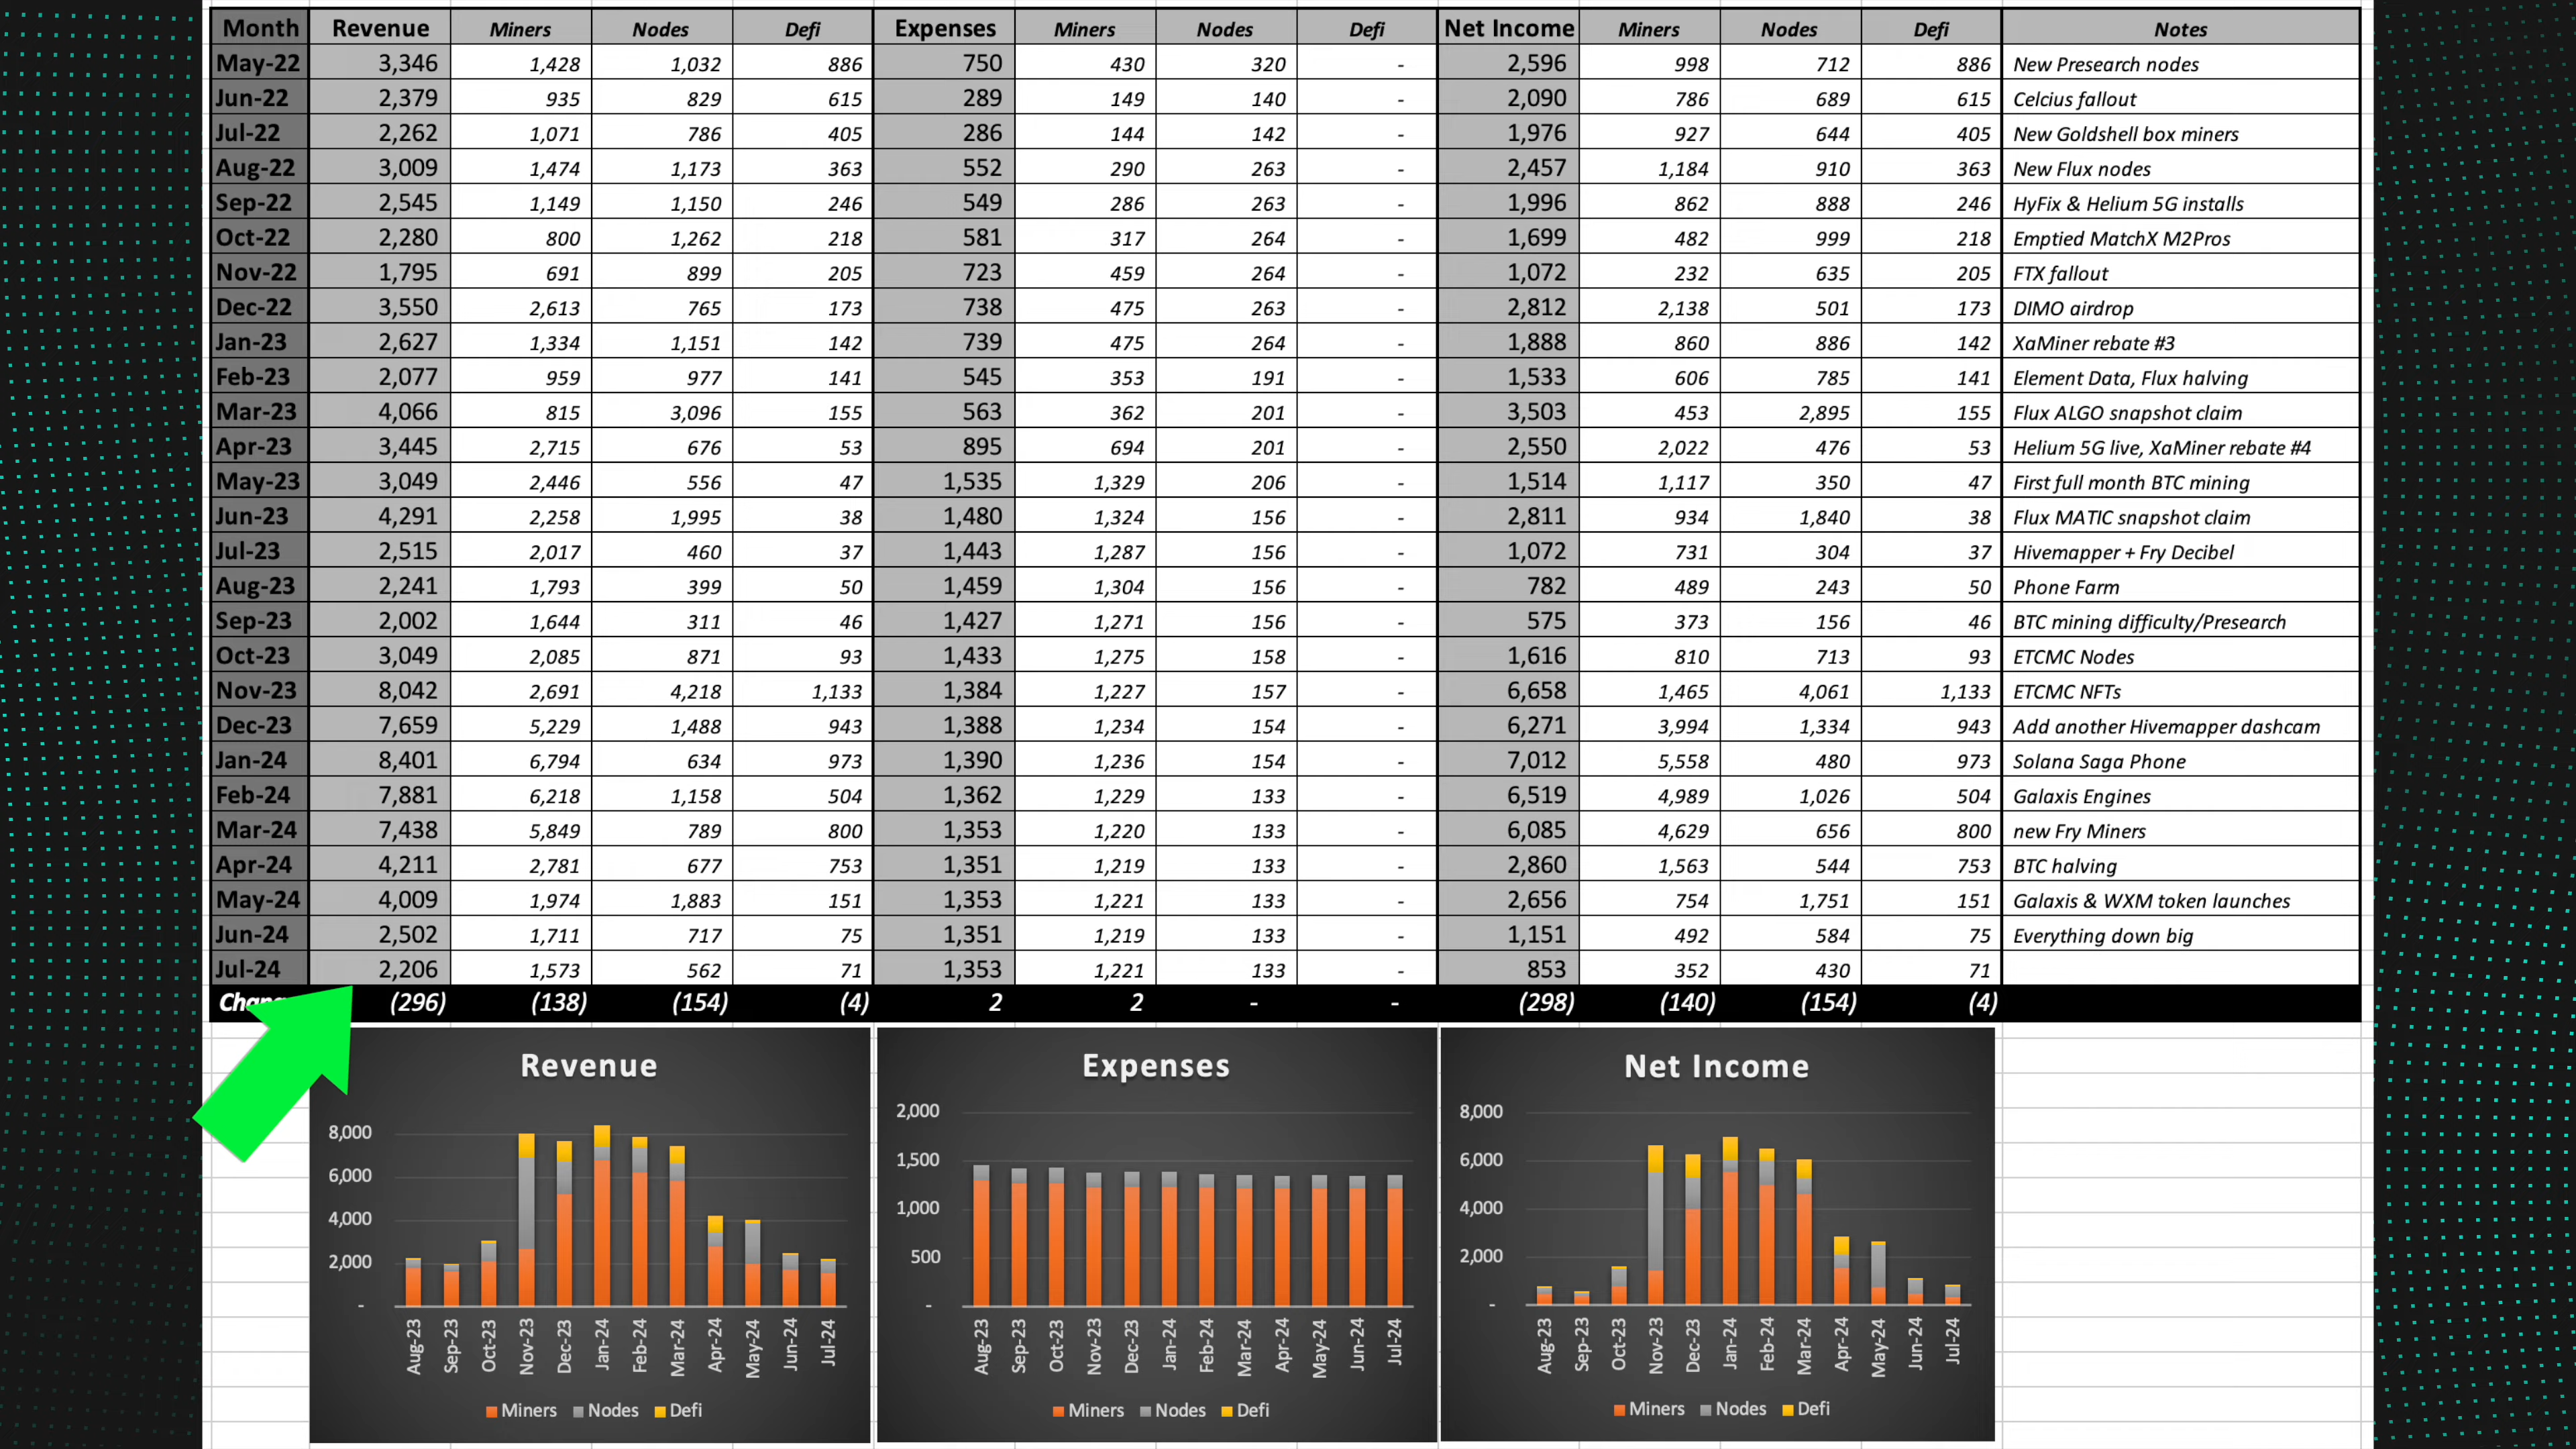 Month Revenue Miners Nodes Defi Expenses Miners Nodes Defi Net Income Miners Nodes Defi Notes
May-22 3,346 1,428 1,032 886 750 430 320 - 2,596 998 712 886 New Presearch nodes
Jun-22 2,379 935 829 615 289 149 140 - 2,090 786 689 615 Celcius fallout
Jul-22 2,262 1,071 786 405 286 144 142 - 1,976 927 644 405 New Goldshell box miners
Aug-22 3,009 1,474 1,173 363 552 290 263 - 2,457 1,184 910 363 New Flux nodes
Sep-22 2,545 1,149 1,150 246 549 286 263 - 1,996 862 888 246 HyFix & Helium 5G installs
Oct-22 2,280 800 1,262 218 581 317 264 - 1,699 482 999 218 Emptied MatchX M2Pros
Nov-22 1,795 691 899 205 723 459 264 - 1,072 232 635 205 FTX fallout
Dec-22 3,550 2,613 765 173 738 475 263 - 2,812 2,138 501 173 DIMO airdrop
Jan-23 2,627 1,334 1,151 142 739 475 264 - 1,888 860 886 142 XaMiner rebate #3
Feb-23 2,077 959 977 141 545 353 191 - 1,533 606 785 141 Element Data, Flux halving
Mar-23 4,066 815 3,096 155 563 362 201 - 3,503 453 2,895 155 Flux ALGO snapshot claim
Apr-23 3,445 2,715 676 53 895 694 201 - 2,550 2,022 476 53 Helium 5G live, XaMiner rebate #4
May-23 3,049 2,446 556 47 1,535 1,329 206 - 1,514 1,117 350 47 First full month BTC mining
Jun-23 4,291 2,258 1,995 38 1,480 1,324 156 - 2,811 934 1,840 38 Flux MATIC snapshot claim
Jul-23 2,515 2,017 460 37 1,443 1,287 156 - 1,072 731 304 37 Hivemapper + Fry Decibel
Aug-23 2,241 1,793 399 50 1,459 1,304 156 - 782 489 243 50 Phone Farm
Sep-23 2,002 1,644 311 46 1,427 1,271 156 - 575 373 156 46 BTC mining difficulty/Presearch
Oct-23 3,049 2,085 871 93 1,433 1,275 158 - 1,616 810 713 93 ETCMC Nodes
Nov-23 8,042 2,691 4,218 1,133 1,384 1,227 157 - 6,658 1,465 4,061 1,133 ETCMC NFTs
Dec-23 7,659 5,229 1,488 943 1,388 1,234 154 - 6,271 3,994 1,334 943 Add another Hivemapper dashcam
Jan-24 8,401 6,794 634 973 1,390 1,236 154 - 7,012 5,558 480 973 Solana Saga Phone
Feb-24 7,881 6,218 1,158 504 1,362 1,229 133 - 6,519 4,989 1,026 504 Galaxis Engines
Mar-24 7,438 5,849 789 800 1,353 1,220 133 - 6,085 4,629 656 800 new Fry Miners
Apr-24 4,211 2,781 677 753 1,351 1,219 133 - 2,860 1,563 544 753 BTC halving
May-24 4,009 1,974 1,883 151 1,353 1,221 133 - 2,656 754 1,751 151 Galaxis & WXM token launches
Jun-24 2,502 1,711 717 75 1,351 1,219 133 - 1,151 492 584 75 Everything down big
Jul-24 2,206 1,573 562 71 1,353 1,221 133 - 853 352 430 71
(296) (138) (154) (4) 2 2 - - (298) (140) (154) (4)
Revenue
8,000
6,000
4,000
2,000
-
Aug-23 Sep-23 Oct-23 Nov-23 Dec-23 Jan-24 Feb-24 Mar-24 Apr-24 May-24 Jun-24 Jul-24
Miners Nodes Defi
Expenses
2,000
1,500
1,000
500
-
Aug-23 Sep-23 Oct-23 Nov-23 Dec-23 Jan-24 Feb-24 Mar-24 Apr-24 May-24 Jun-24 Jul-24
Miners Nodes Defi
Net Income
8,000
6,000
4,000
2,000
-
Aug-23 Sep-23 Oct-23 Nov-23 Dec-23 Jan-24 Feb-24 Mar-24 Apr-24 May-24 Jun-24 Jul-24
Miners Nodes Defi